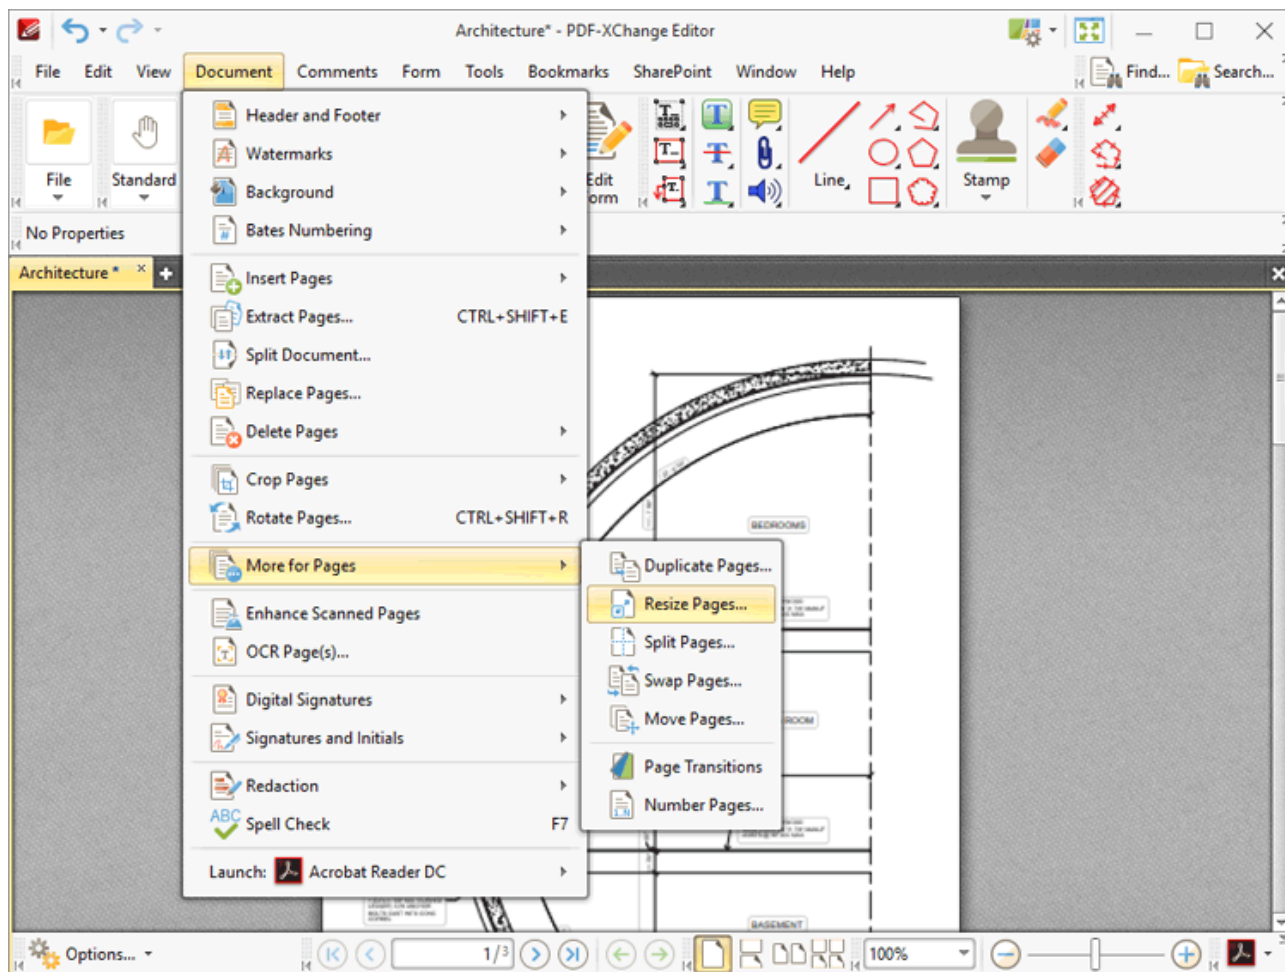 Architecture* - PDF-XChange Editor
File Edit View Document Comments Form Tools Bookmarks SharePoint Window Help Find... Search...
File
Standard
Edit
orm
Line
Stamp
No Properties
Architecture *
Header and Footer
Watermarks
Background
Bates Numbering
Insert Pages
Extract Pages... CTRL+SHIFT+E
Split Document...
Replace Pages...
Delete Pages
Crop Pages
Rotate Pages... CTRL+SHIFT+R
More for Pages
Enhance Scanned Pages
OCR Page(s)...
Digital Signatures
Signatures and Initials
Redaction
ABC
Spell Check F7
Launch: Acrobat Reader DC
Duplicate Pages...
Resize Pages...
Split Pages...
Swap Pages...
Move Pages...
Page Transitions
Number Pages...
BEDROOMS
ROOM
BASEMENT
Options... 1/3 100%